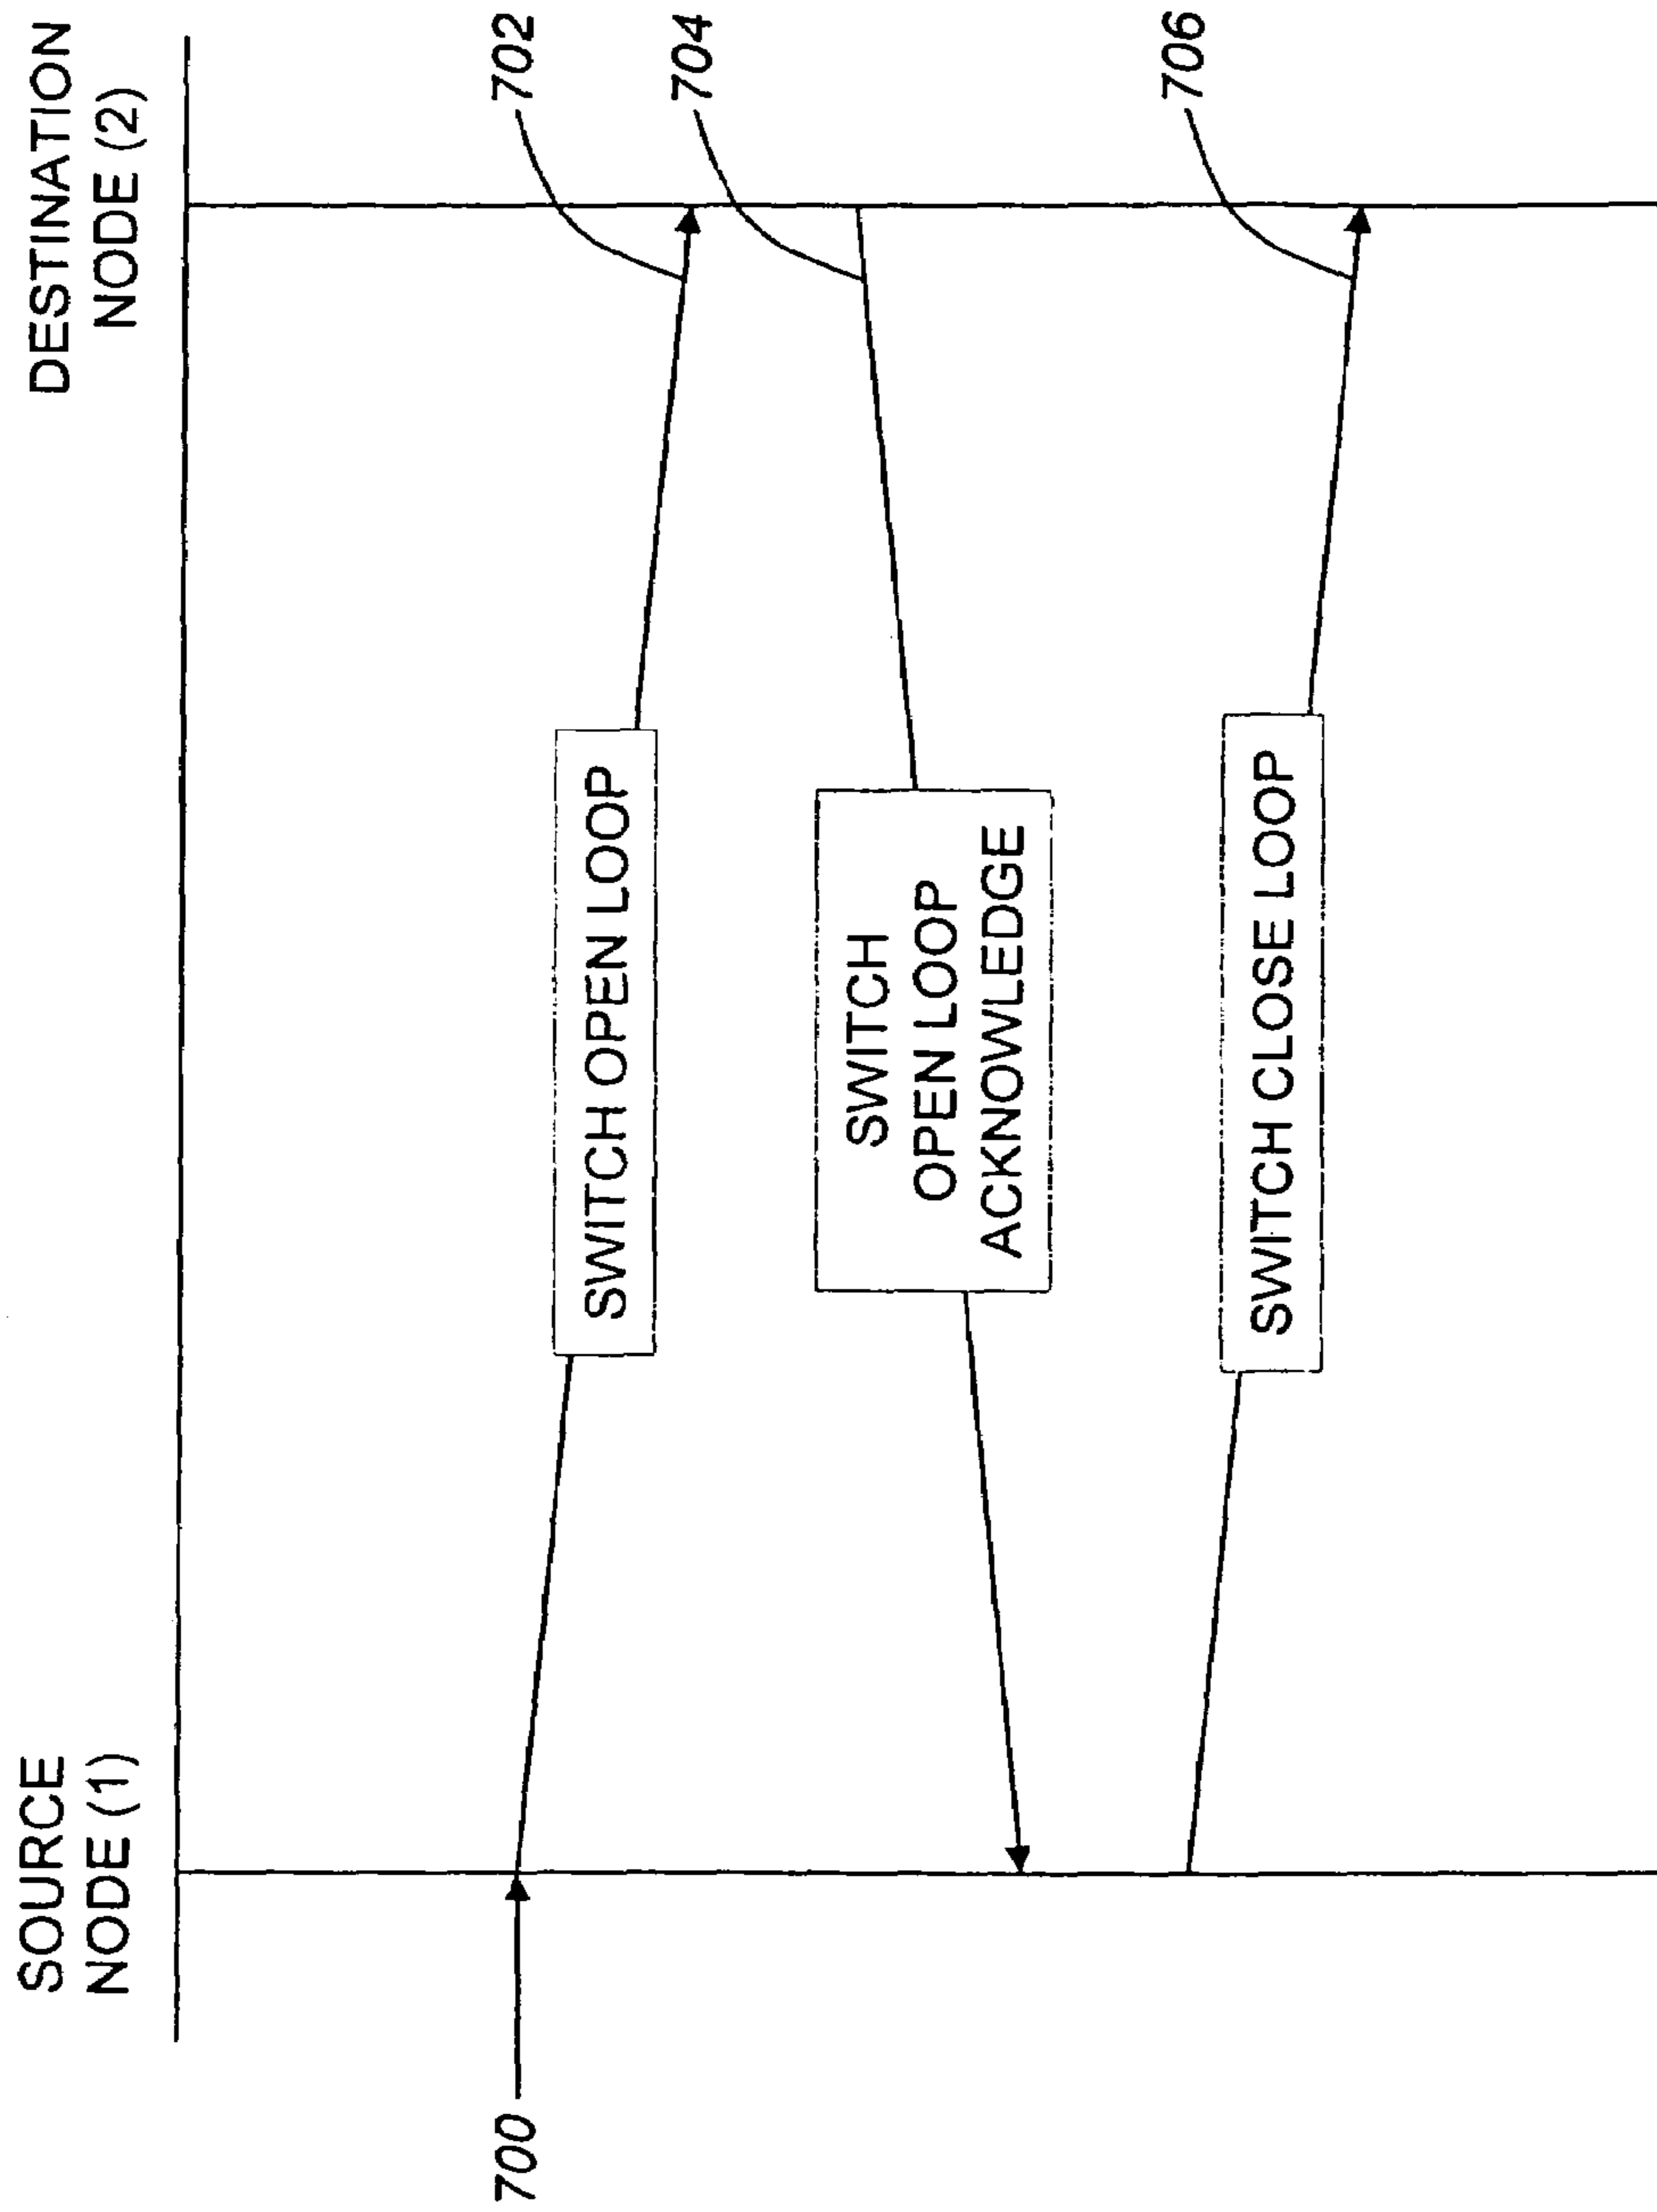 SOURCE
NODE (1)
DESTINATION
NODE (2)
700
702
SWITCH OPEN LOOP
704
SWITCH
OPEN LOOP
ACKNOWLEDGE
706
SWITCH CLOSE LOOP